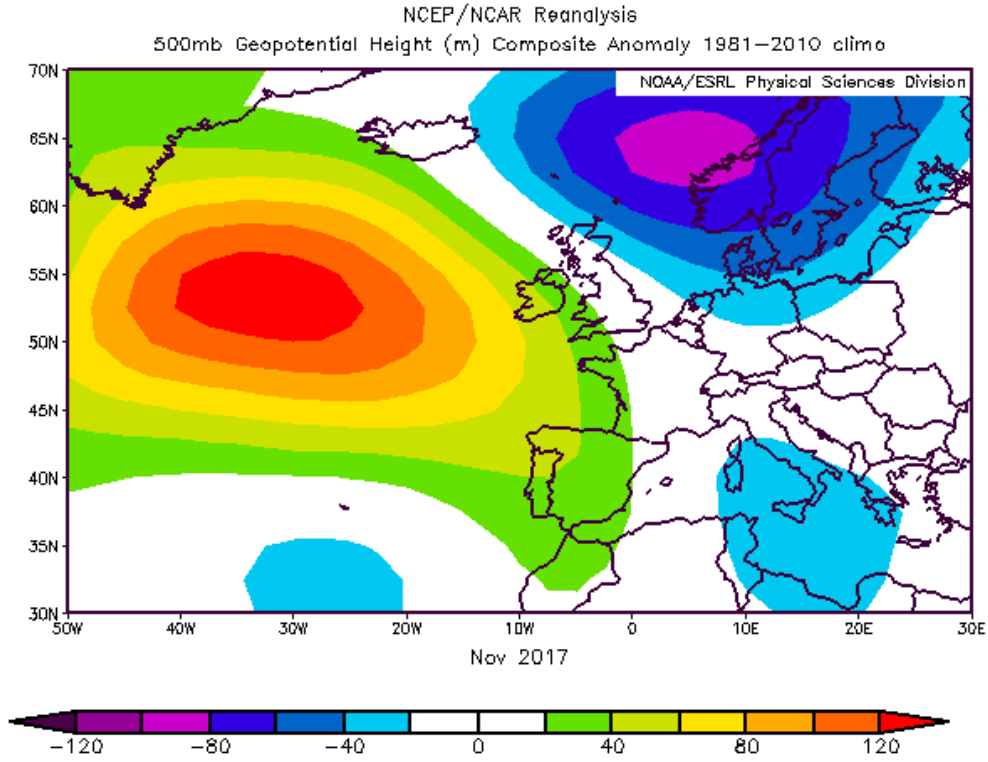 NCEP/NCAR Reanalysis
500mb Geopotential Height (m) Composite Anomaly 1981-2010 climo
NOAA/ESRL Physical Sciences Division
70N
65N
60N
55N
50N
45N
40N
35N
30N
50W 40W 30W 20W 10W 0 10E 20E 30E
Nov 2017
-120 -80 -40 0 40 80 120